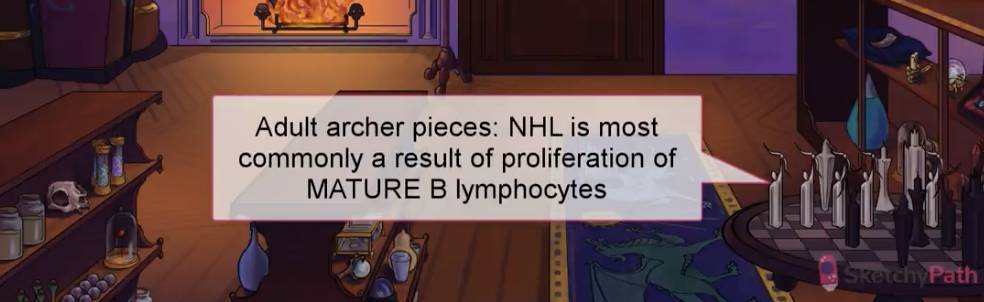 Adult archer pieces: NHL is most
commonly a result of proliferation of
MATURE B lymphocytes
SketchyPath